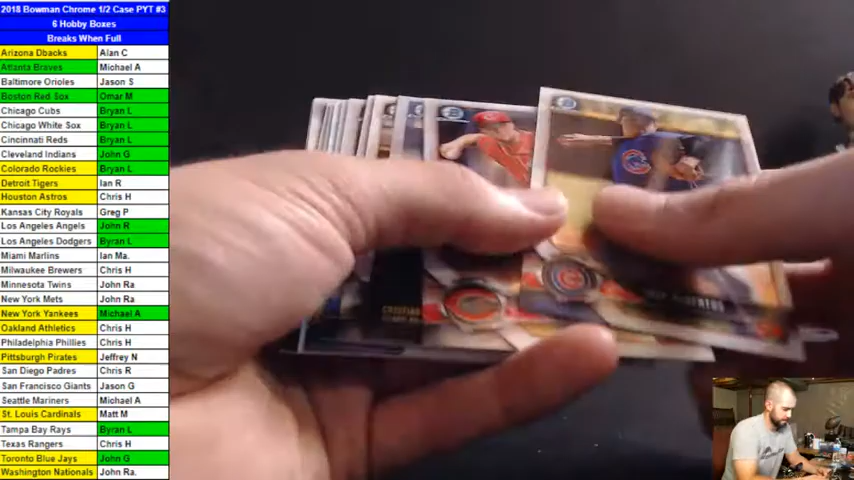 2018 Bowman Chrome 1/2 Case PYT #3
6 Hobby Boxes
Breaks When Full
Arizona Dbacks Alan C
Atlanta Braves Michael A
Baltimore Orioles Jason S
Boston Red Sox Omar M
Chicago Cubs Bryan L
Chicago White Sox Bryan L
Cincinnati Reds Bryan L
Cleveland Indians John G
Colorado Rockies Bryan L
Detroit Tigers Ian R
Houston Astros Chris H
Kansas City Royals Greg P
Los Angeles Angels John R
Los Angeles Dodgers Byran L
Miami Marlins Ian Ma.
Milwaukee Brewers Chris H
Minnesota Twins John Ra
New York Mets John Ra
New York Yankees Michael A
Oakland Athletics Chris H
Philadelphia Phillies Chris H
Pittsburgh Pirates Jeffrey N
San Diego Padres Chris R
San Francisco Giants Jason G
Seattle Mariners Michael A
St. Louis Cardinals Matt M
Tampa Bay Rays Byran L
Texas Rangers Chris H
Toronto Blue Jays John G
Washington Nationals John Ra.